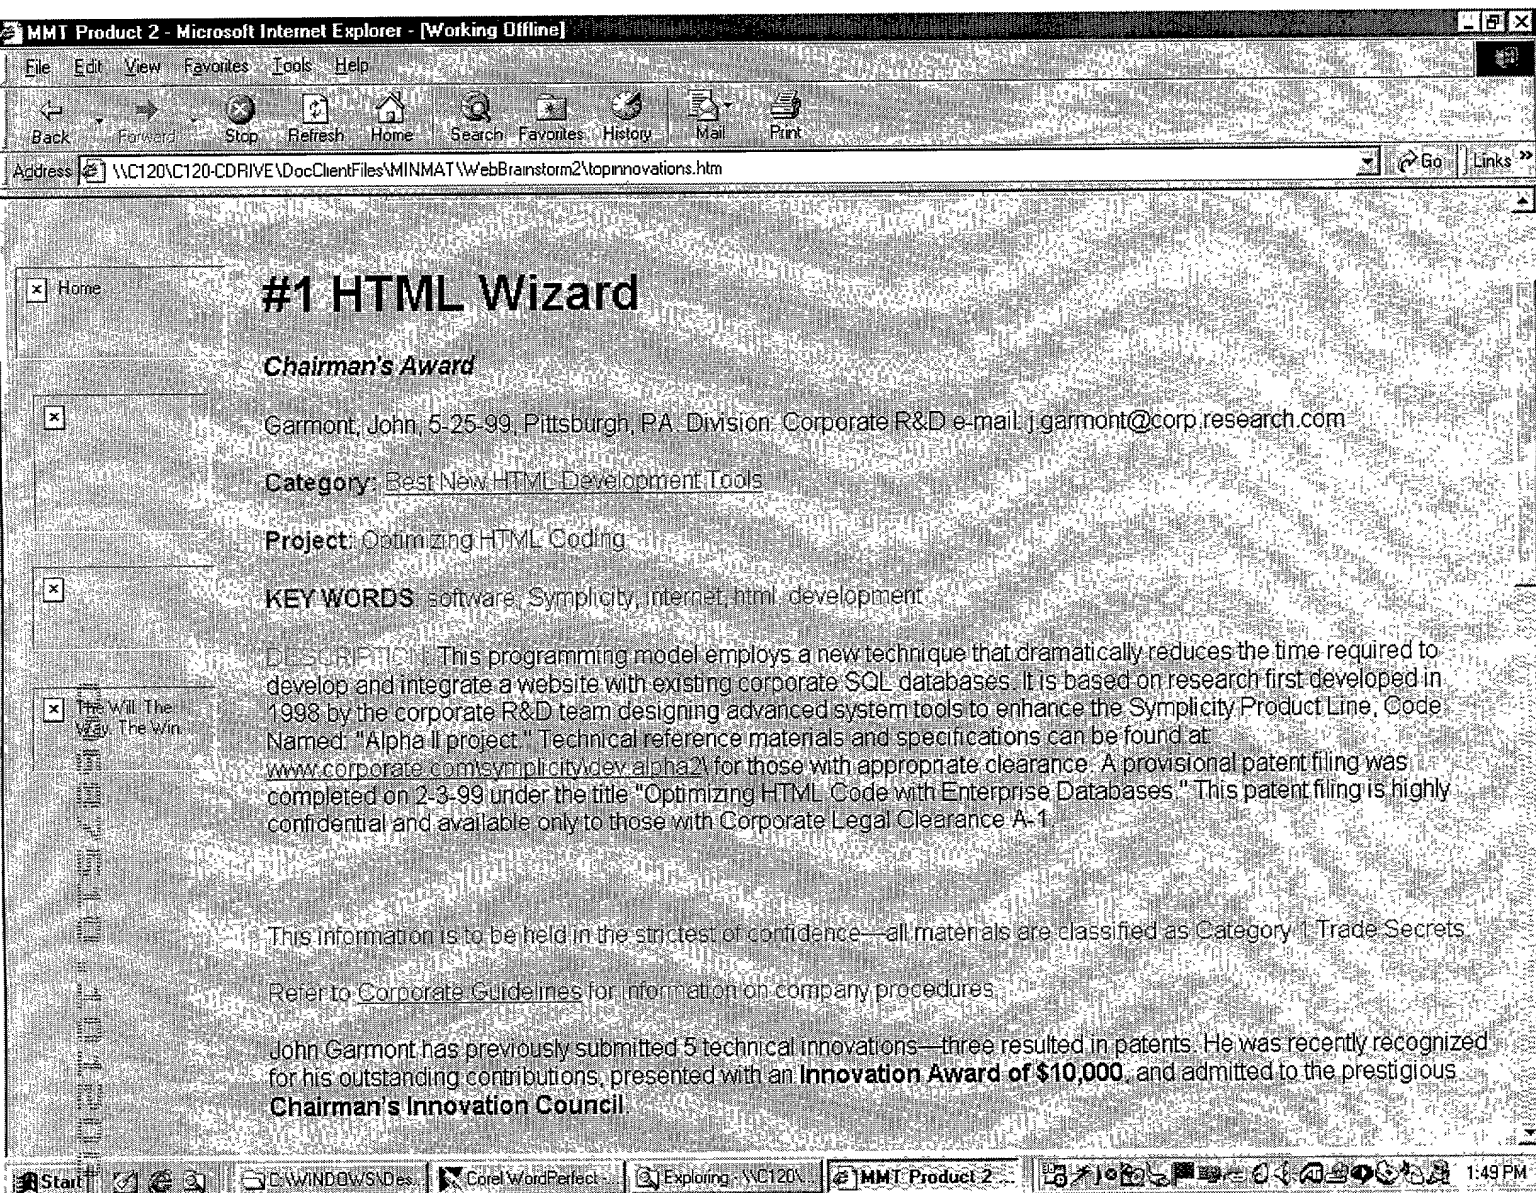 MMT Product 2 - Microsoft Internet Explorer - [Working Offline]
File Edit View Favorites Tools Help
Back Forward Stop Refresh Home Search Favorites History Mail Print
Address \\C120\C120-CDRIVE\DocClientFiles\MINMAT\WebBrainstorm2\topinnovations.htm Go Links »
Home
#1 HTML Wizard
Chairman's Award
Garmont, John, 5-25-99, Pittsburgh, PA. Division: Corporate R&D e-mail: j.garmont@corp.research.com
Category: Best New HTML Development Tools
Project: Optimizing HTML Coding
KEY WORDS: software, Symplicity, internet, html, development
DESCRIPTION: This programming model employs a new technique that dramatically reduces the time required to
develop and integrate a website with existing corporate SQL databases. It is based on research first developed in
1998 by the corporate R&D team designing advanced system tools to enhance the Symplicity Product Line, Code
Named: "Alpha II project." Technical reference materials and specifications can be found at:
www.corporate.com\symplicity\dev.alpha2\ for those with appropriate clearance. A provisional patent filing was
completed on 2-3-99 under the title "Optimizing HTML Code with Enterprise Databases." This patent filing is highly
confidential and available only to those with Corporate Legal Clearance A-1.
The Will. The
Way. The Win.
This information is to be held in the strictest of confidence—all materials are classified as Category 1 Trade Secrets.
Refer to Corporate Guidelines for information on company procedures.
John Garmont has previously submitted 5 technical innovations—three resulted in patents. He was recently recognized
for his outstanding contributions, presented with an Innovation Award of $10,000, and admitted to the prestigious
Chairman's Innovation Council.
Start C:\WINDOWS\Des... Corel WordPerfect -... Exploring - \\C120\... MMT Product 2 ... 1:49 PM